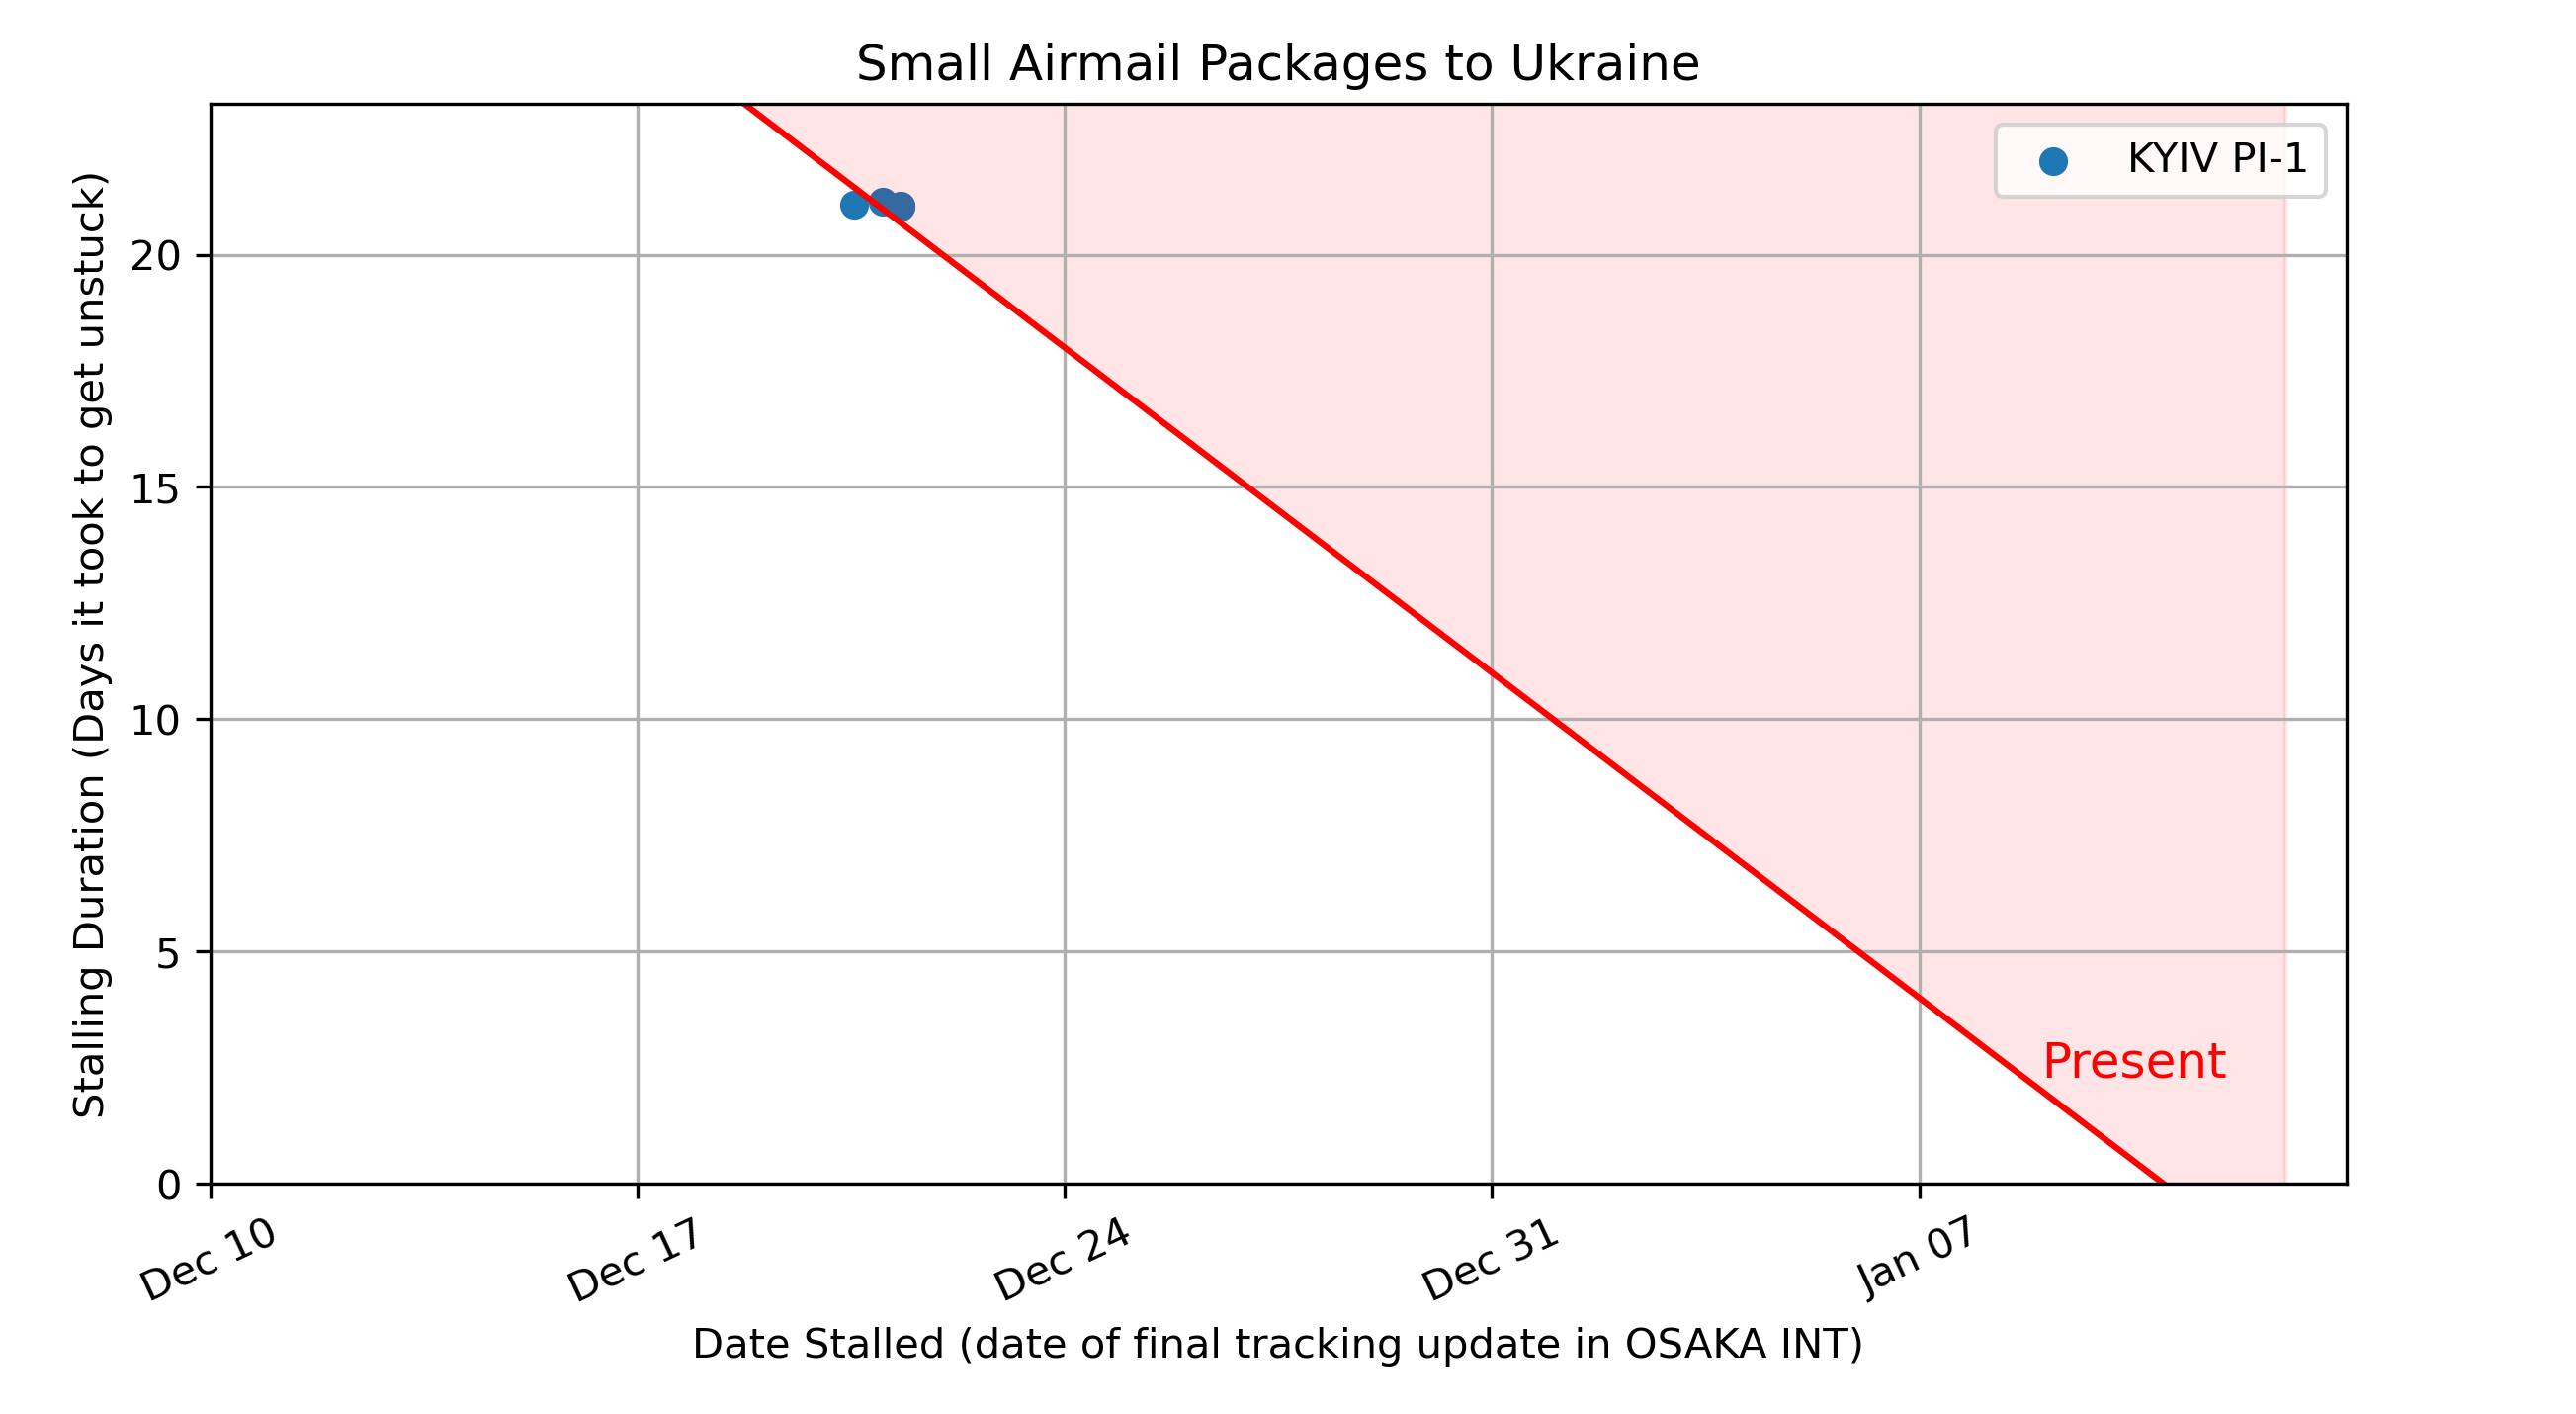 Small Airmail Packages to Ukraine
KYIV PI-1
Stalling Duration (Days it took to get unstuck)
20
15
10
5
0
Present
Dec 10
Dec 17
Dec 24
Dec 31
Jan 07
Date Stalled (date of final tracking update in OSAKA INT)